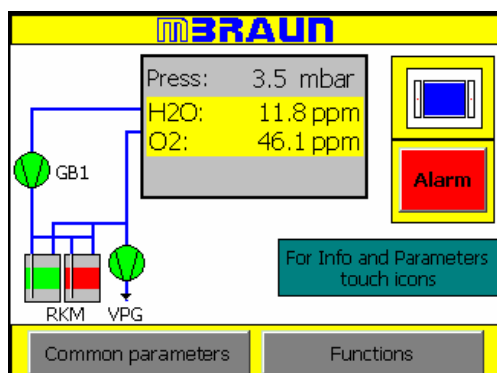 mBRAUN
Press: 3.5 mbar
H2O: 11.8 ppm
O2: 46.1 ppm
GB1
Alarm
For Info and Parameters
touch icons
RKM VPG
Common parameters Functions